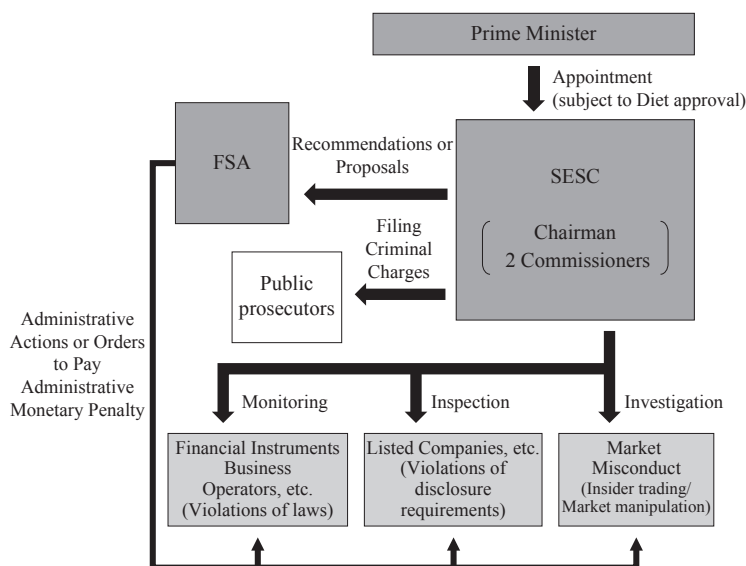 Prime Minister
Appointment
(subject to Diet approval)
FSA
Recommendations or
Proposals
SESC
Chairman
2 Commissioners
Filing
Criminal
Charges
Public
prosecutors
Administrative
Actions or Orders
to Pay
Administrative
Monetary Penalty
Monitoring
Inspection
Investigation
Financial Instruments
Business
Operators, etc.
(Violations of laws)
Listed Companies, etc.
(Violations of
disclosure
requirements)
Market
Misconduct
(Insider trading/
Market manipulation)